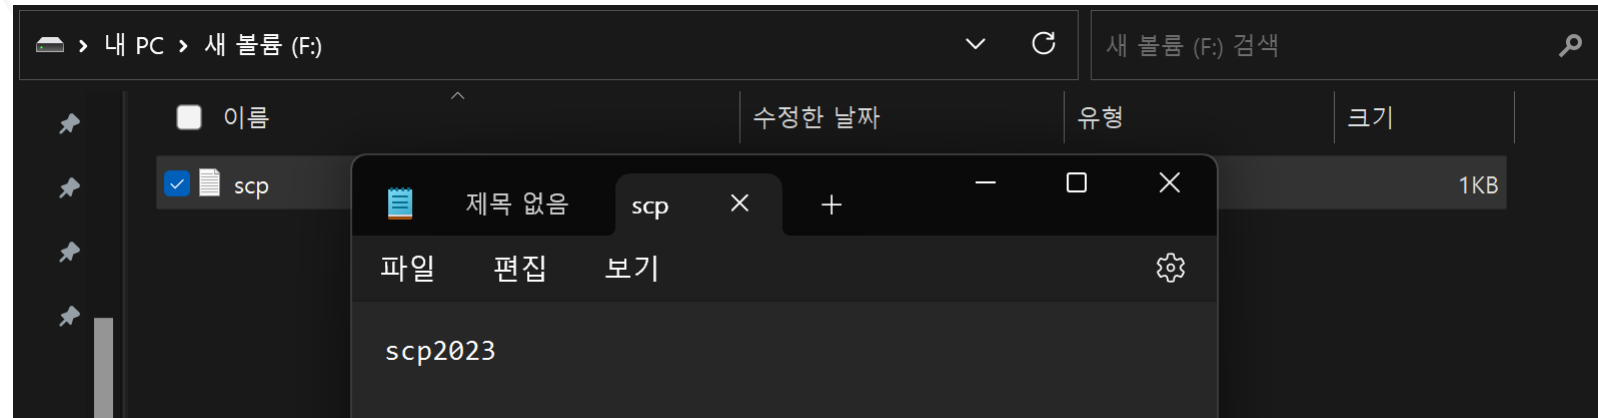 내 PC 새 볼륨 (F:)
새 볼륨 (F:) 검색
이름 수정한 날짜 유형 크기
scp 1KB
제목 없음 scp
파일 편집 보기
scp2023